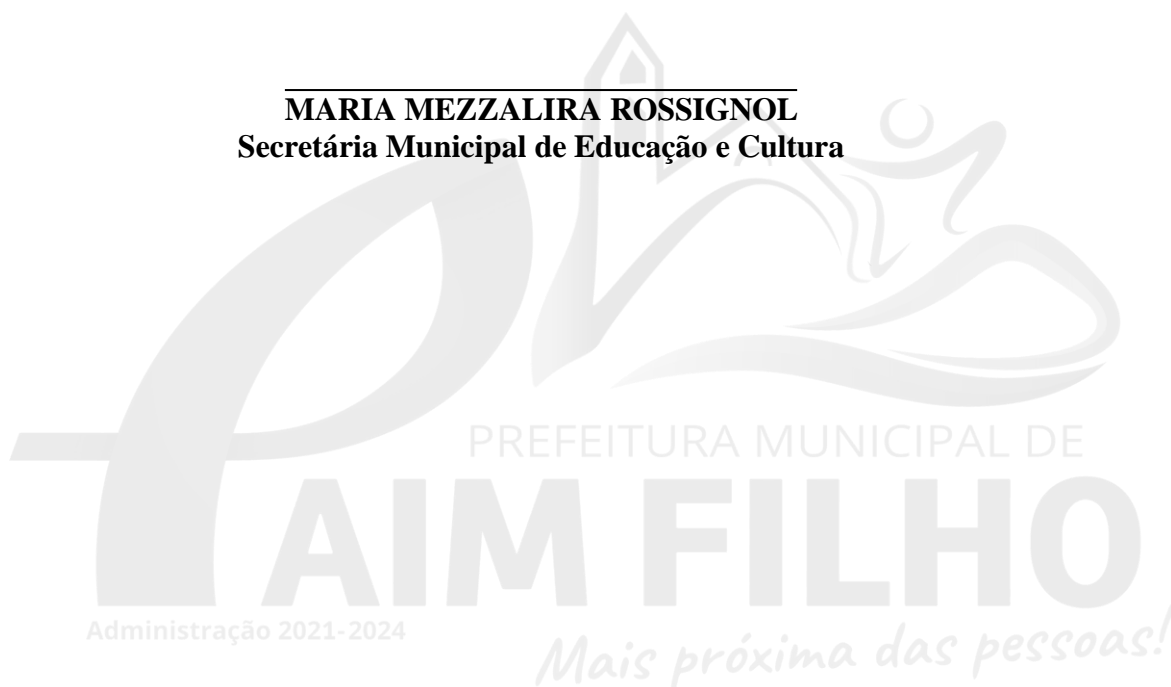 MARIA MEZZALIRA ROSSIGNOL
Secretária Municipal de Educação e Cultura
PREFEITURA MUNICIPAL DE
PAIM FILHO
Administração 2021-2024
Mais próxima das pessoas!